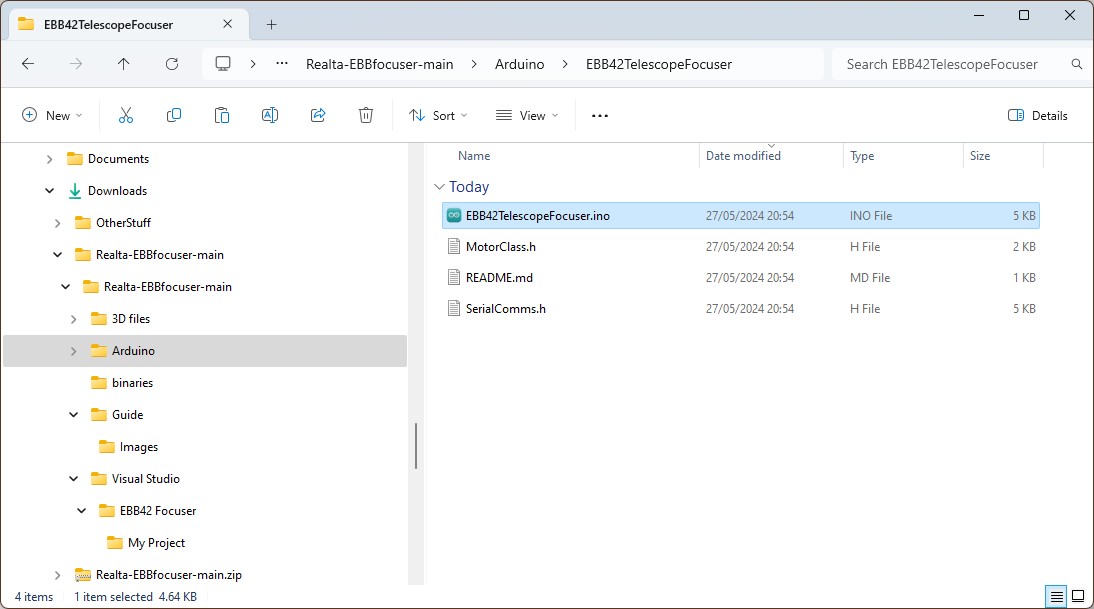 EBB42TelescopeFocuser
Realta-EBBfocuser-main Arduino EBB42TelescopeFocuser Search EBB42TelescopeFocuser
New Sort View Details
Documents
Downloads
OtherStuff
Realta-EBBfocuser-main
Realta-EBBfocuser-main
3D files
Arduino
binaries
Guide
Images
Visual Studio
EBB42 Focuser
My Project
Realta-EBBfocuser-main.zip
Name Date modified Type Size
Today
EBB42TelescopeFocuser.ino 27/05/2024 20:54 INO File 5 KB
MotorClass.h 27/05/2024 20:54 H File 2 KB
README.md 27/05/2024 20:54 MD File 1 KB
SerialComms.h 27/05/2024 20:54 H File 5 KB
4 items 1 item selected 4.64 KB